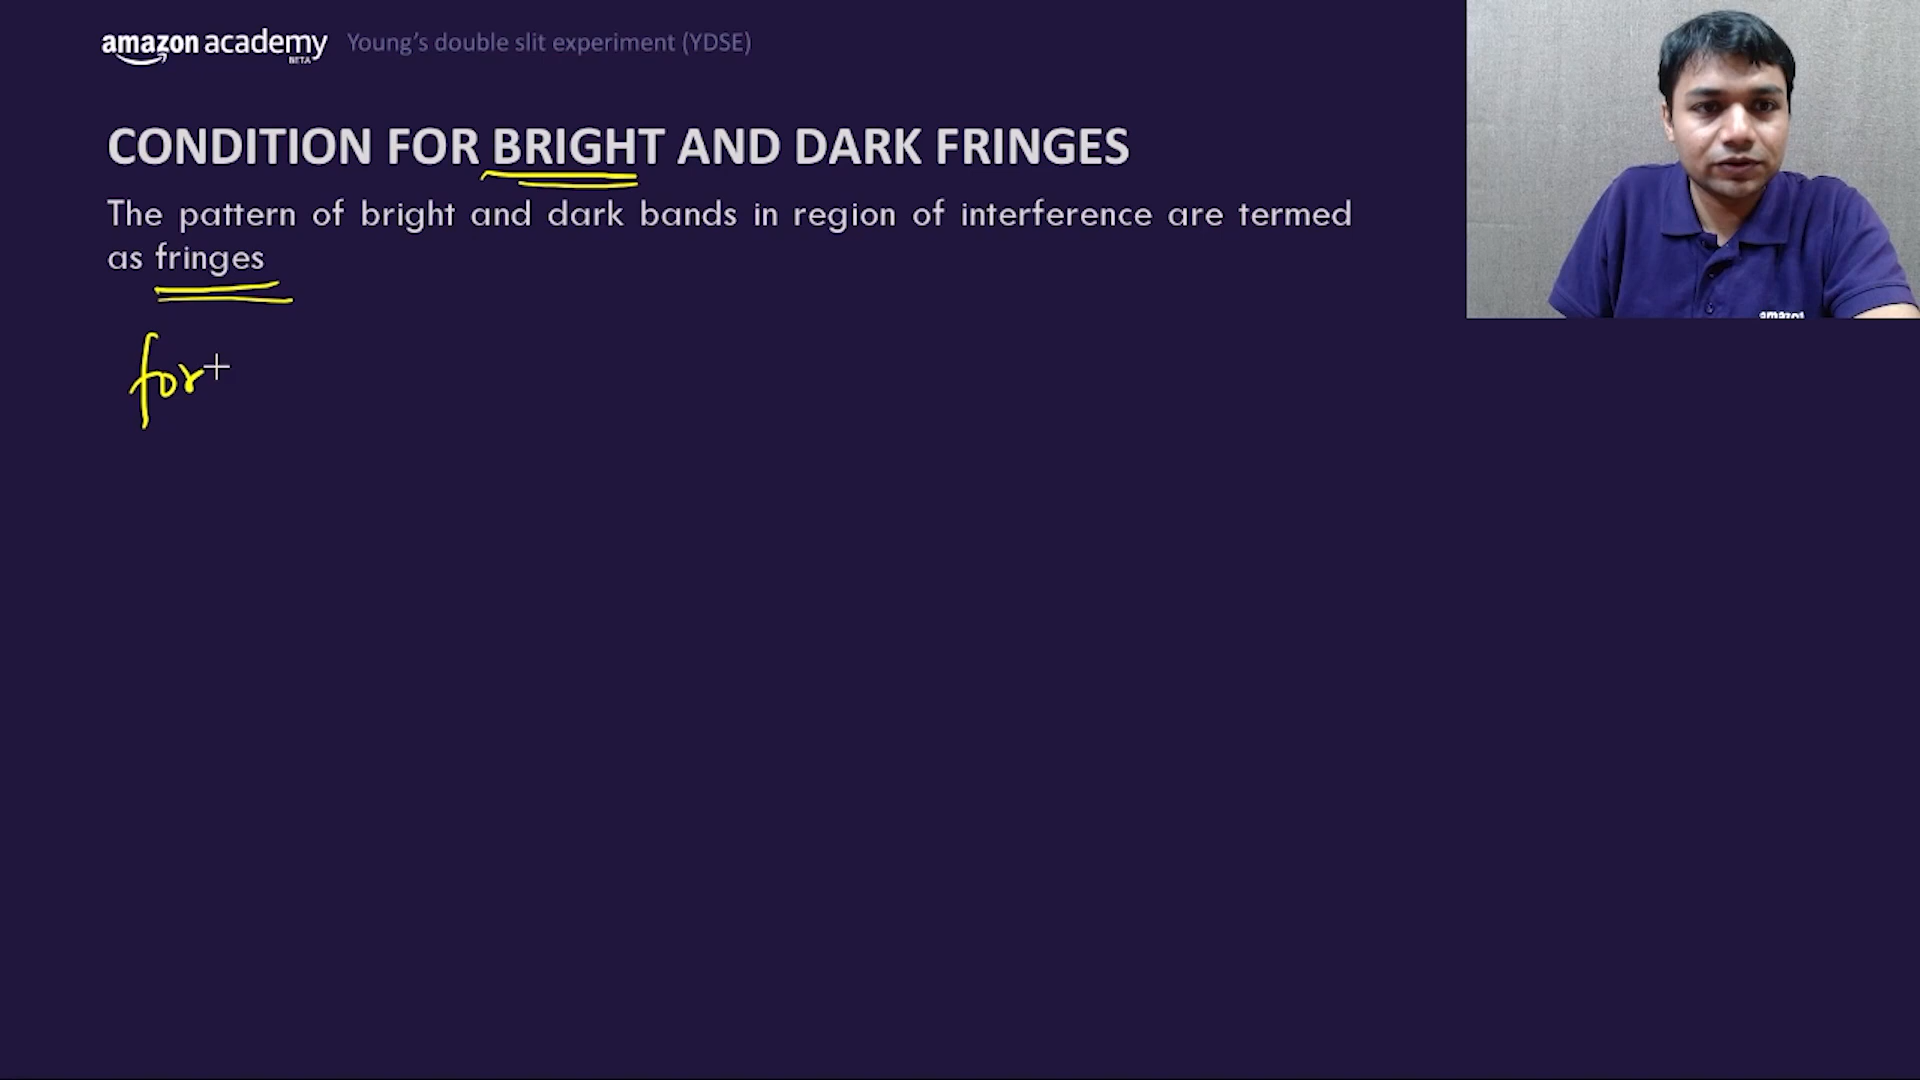 amazon academy Young's double slit experiment (YDSE)
BETA
CONDITION FOR BRIGHT AND DARK FRINGES
The pattern of bright and dark bands in region of interference are termed
as fringes
for
amazon